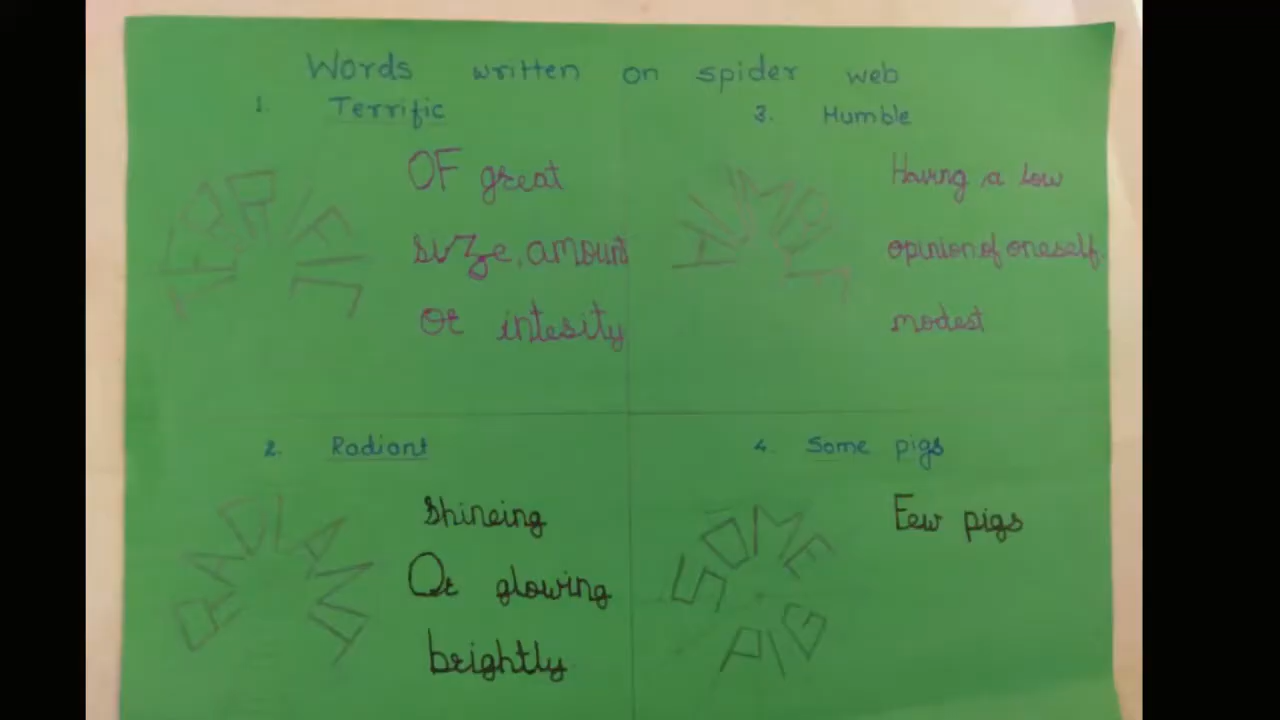 Words written on spider web
1. Terrific
TERRIFIC
OF great
size, amount
or intesity
3. Humble
HUMBLE
Having a low
opinion of oneself,
modest
2. Radiant
RADIANT
Shineing
Or glowing
brightly
4. Some pigs
SOME
PIG
Few pigs